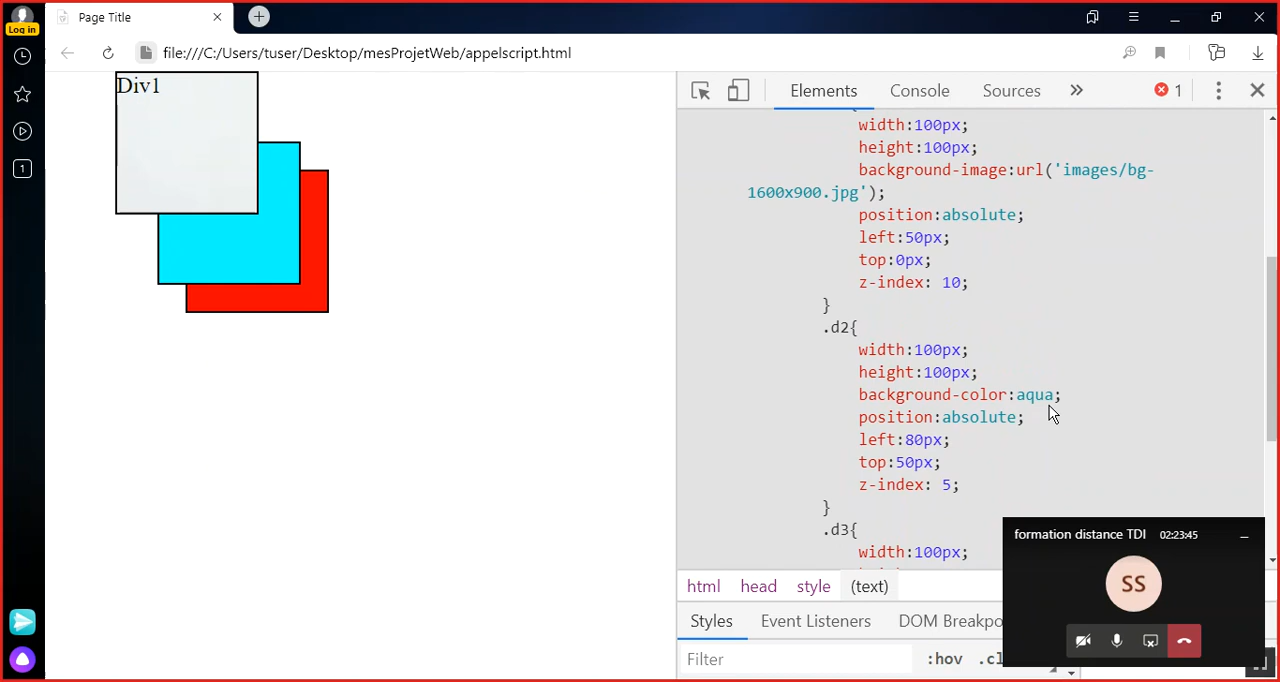 Page Title
Log in
file:///C:/Users/tuser/Desktop/mesProjetWeb/appelscript.html
1
Div1
Elements
Console
Sources
1
width:100px;
height:100px;
background-image:url('images/bg-
1600x900.jpg');
position:absolute;
left:50px;
top:0px;
z-index: 10;
}
.d2{
width:100px;
height:100px;
background-color:aqua;
position:absolute;
left:80px;
top:50px;
z-index: 5;
}
.d3{
width:100px;
formation distance TDI 02:23:45
SS
html head style (text)
Styles Event Listeners DOM Breakpo
Filter :hov .cl